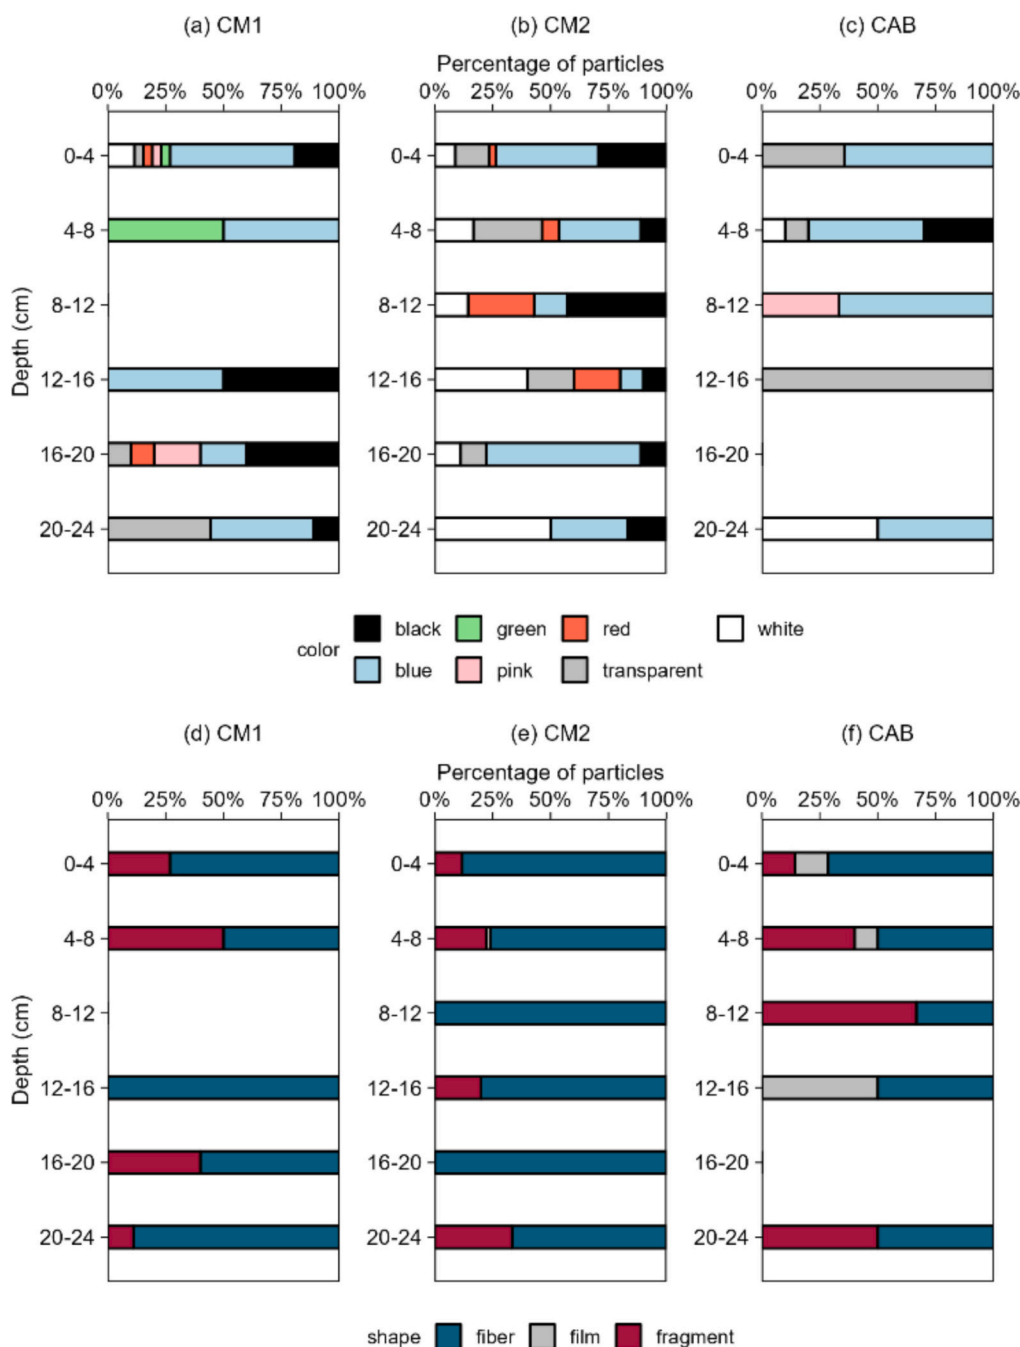 (a) CM1 (b) CM2 (c) CAB
Percentage of particles
0% 25% 50% 75% 100% 0% 25% 50% 75% 100% 0% 25% 50% 75% 100%
Depth (cm)
0-4 0-4 0-4
4-8 4-8 4-8
8-12 8-12 8-12
12-16 12-16 12-16
16-20 16-20 16-20
20-24 20-24 20-24
color
black green red white
blue pink transparent
(d) CM1 (e) CM2 (f) CAB
Percentage of particles
0% 25% 50% 75% 100% 0% 25% 50% 75% 100% 0% 25% 50% 75% 100%
Depth (cm)
0-4 0-4 0-4
4-8 4-8 4-8
8-12 8-12 8-12
12-16 12-16 12-16
16-20 16-20 16-20
20-24 20-24 20-24
shape fiber film fragment